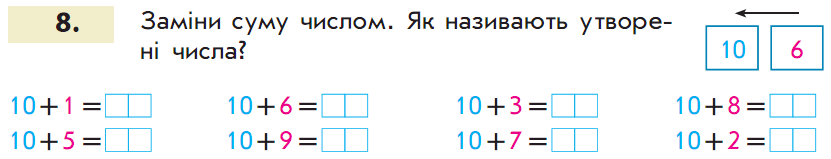 8. Заміни суму числом. Як називають утворе-
ні числа?
10 6
10+1= 10+6= 10+3= 10+8=
10+5= 10+9= 10+7= 10+2=